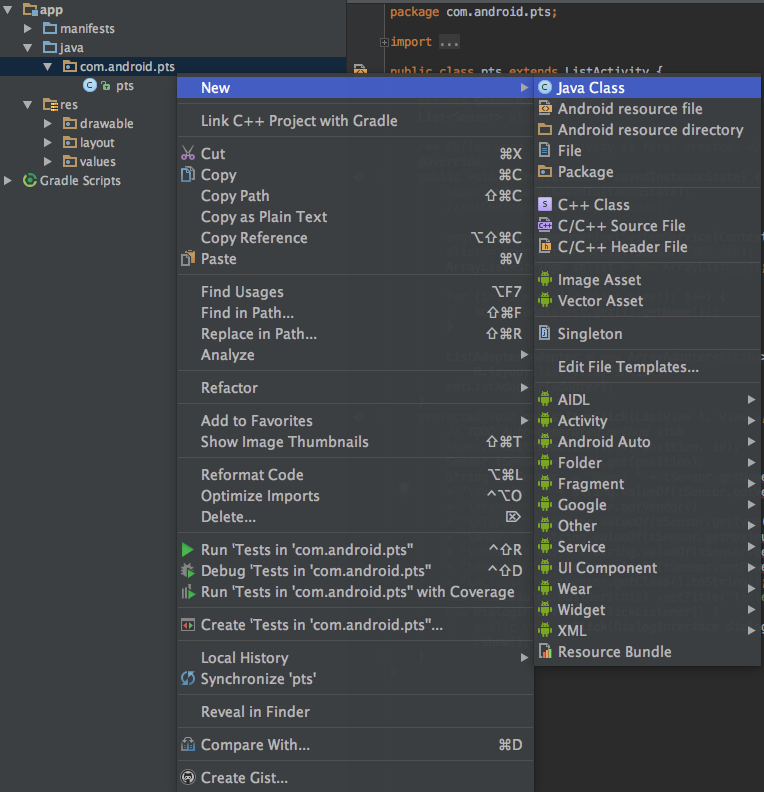 app
manifests
java
com.android.pts
pts
res
drawable
layout
values
Gradle Scripts
package com.android.pts;
import ...
public class pts extends ListActivity {
New
Link C++ Project with Gradle
Cut ⌘X
Copy ⌘C
Copy Path ⇧⌘C
Copy as Plain Text
Copy Reference ⌥⇧⌘C
Paste ⌘V
Find Usages ⌥F7
Find in Path... ⇧⌘F
Replace in Path... ⇧⌘R
Analyze
Refactor
Add to Favorites
Show Image Thumbnails ⇧⌘T
Reformat Code ⌥⌘L
Optimize Imports ^⌥O
Delete... ⌦
Run 'Tests in 'com.android.pts'' ^⇧R
Debug 'Tests in 'com.android.pts'' ^⇧D
Run 'Tests in 'com.android.pts'' with Coverage
Create 'Tests in 'com.android.pts''...
Local History
Synchronize 'pts'
Reveal in Finder
Compare With... ⌘D
Create Gist...
Java Class
Android resource file
Android resource directory
File
Package
C++ Class
C/C++ Source File
C/C++ Header File
Image Asset
Vector Asset
Singleton
Edit File Templates...
AIDL
Activity
Android Auto
Folder
Fragment
Google
Other
Service
UI Component
Wear
Widget
XML
Resource Bundle